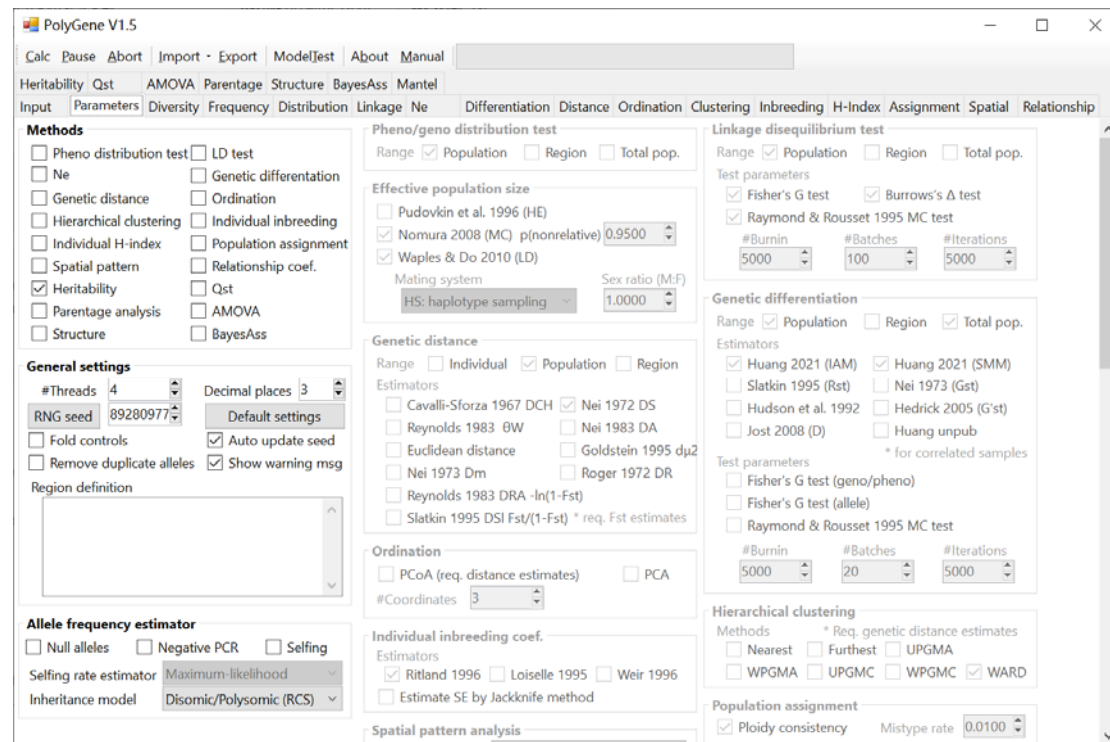 PolyGene V1.5
Calc Pause Abort Import Export ModelTest About Manual
Heritability Qst AMOVA Parentage Structure BayesAss Mantel
Input Parameters Diversity Frequency Distribution Linkage Ne Differentiation Distance Ordination Clustering Inbreeding H-Index Assignment Spatial Relationship
Methods
Pheno distribution test LD test
Ne Genetic differentation
Genetic distance Ordination
Hierarchical clustering Individual inbreeding
Individual H-index Population assignment
Spatial pattern Relationship coef.
Heritability Qst
Parentage analysis AMOVA
Structure BayesAss
General settings
#Threads 4 Decimal places 3
RNG seed 89280977 Default settings
Fold controls Auto update seed
Remove duplicate alleles Show warning msg
Region definition
Allele frequency estimator
Null alleles Negative PCR Selfing
Selfing rate estimator Maximum-likelihood
Inheritance model Disomic/Polysomic (RCS)
Pheno/geno distribution test
Range Population Region Total pop.
Effective population size
Pudovkin et al. 1996 (HE)
Nomura 2008 (MC) p(nonrelative) 0.9500
Waples & Do 2010 (LD)
Mating system Sex ratio (M:F)
HS: haplotype sampling 1.0000
Genetic distance
Range Individual Population Region
Estimators
Cavalli-Sforza 1967 DCH Nei 1972 DS
Reynolds 1983 θW Nei 1983 DA
Euclidean distance Goldstein 1995 dμ2
Nei 1973 Dm Roger 1972 DR
Reynolds 1983 DRA -ln(1-Fst)
Slatkin 1995 DSl Fst/(1-Fst) * req. Fst estimates
Ordination
PCoA (req. distance estimates) PCA
#Coordinates 3
Individual inbreeding coef.
Estimators
Ritland 1996 Loiselle 1995 Weir 1996
Estimate SE by Jackknife method
Spatial pattern analysis
Linkage disequilibrium test
Range Population Region Total pop.
Test parameters
Fisher's G test Burrows's Δ test
Raymond & Rousset 1995 MC test
#Burnin #Batches #Iterations
5000 100 5000
Genetic differentiation
Range Population Region Total pop.
Estimators
Huang 2021 (IAM) Huang 2021 (SMM)
Slatkin 1995 (Rst) Nei 1973 (Gst)
Hudson et al. 1992 Hedrick 2005 (G'st)
Jost 2008 (D) Huang unpub
* for correlated samples
Test parameters
Fisher's G test (geno/pheno)
Fisher's G test (allele)
Raymond & Rousset 1995 MC test
#Burnin #Batches #Iterations
5000 20 5000
Hierarchical clustering
Methods * Req. genetic distance estimates
Nearest Furthest UPGMA
WPGMA UPGMC WPGMC WARD
Population assignment
Ploidy consistency Mistype rate 0.0100